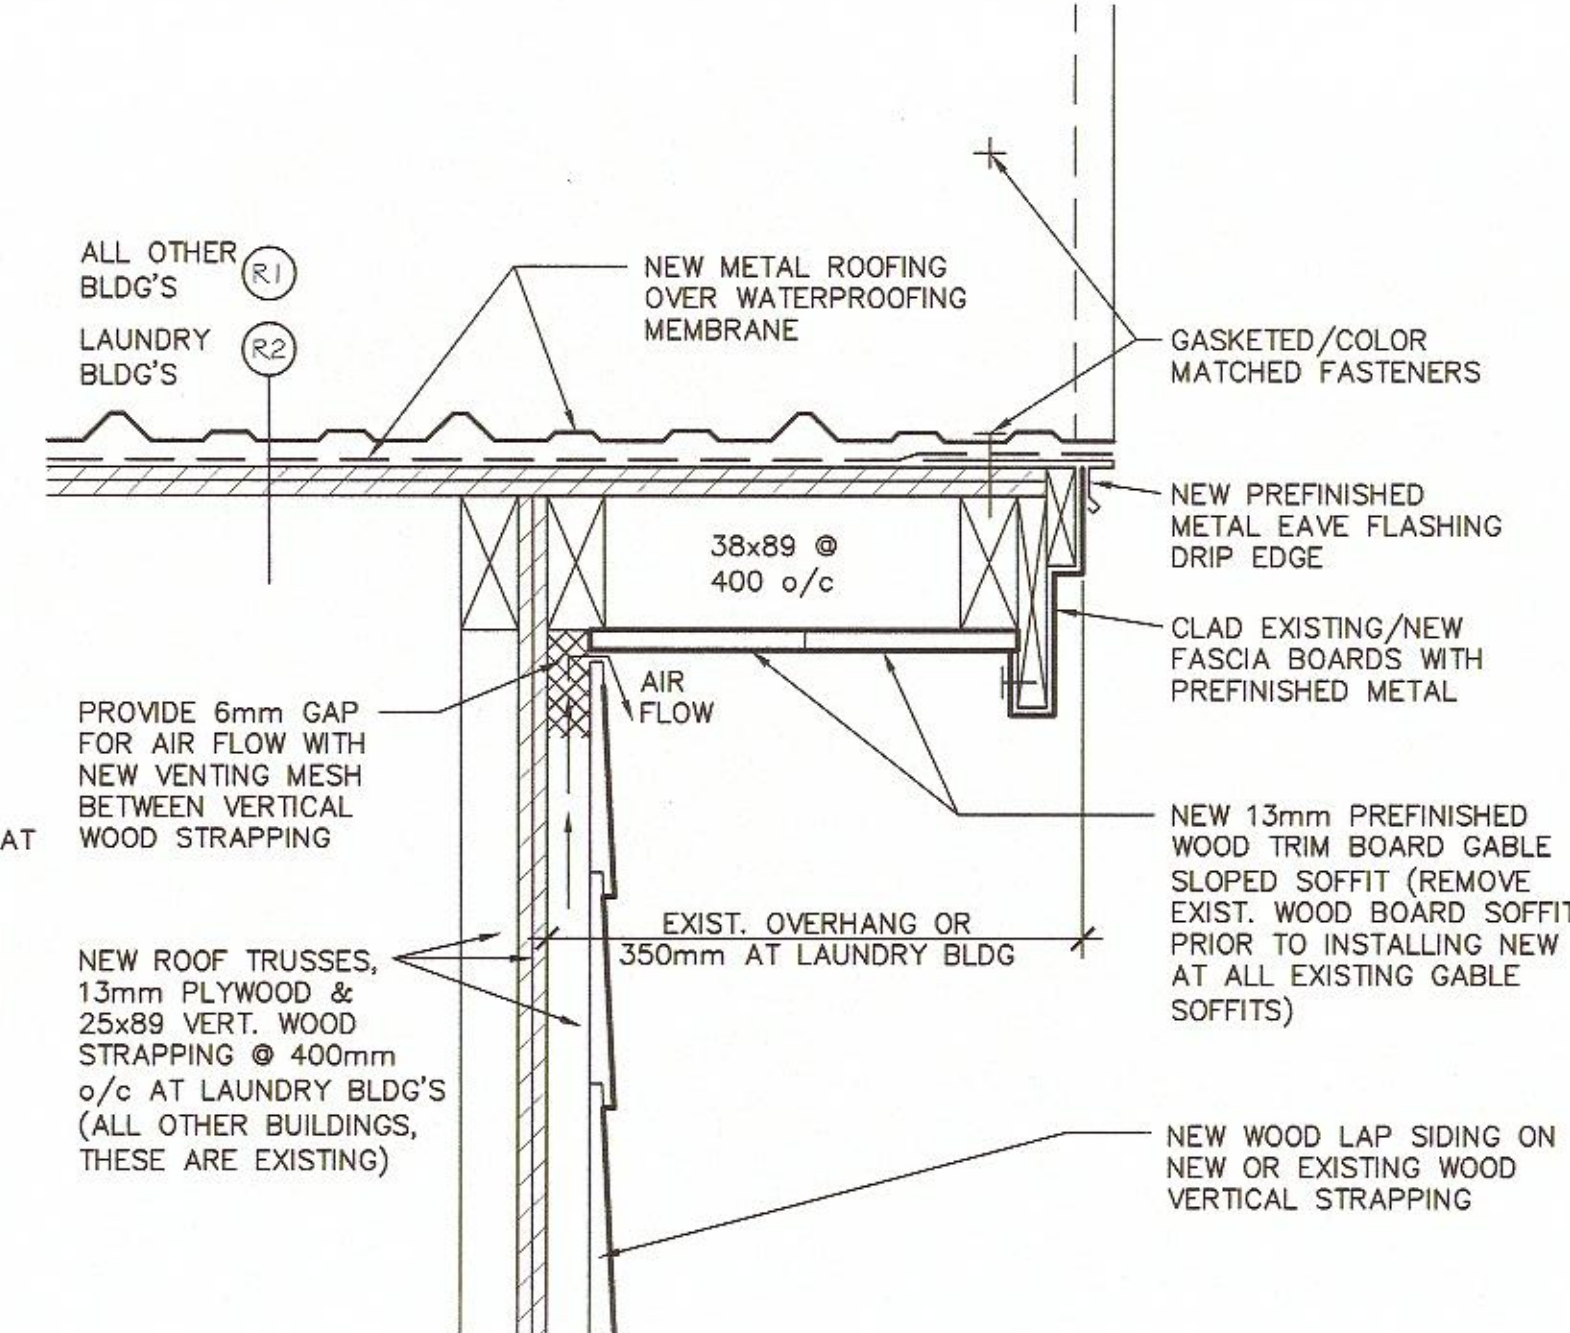 ALL OTHER
BLDG'S
R1
LAUNDRY
BLDG'S
R2
NEW METAL ROOFING
OVER WATERPROOFING
MEMBRANE
GASKETED/COLOR
MATCHED FASTENERS
NEW PREFINISHED
METAL EAVE FLASHING
DRIP EDGE
38x89 @
400 o/c
CLAD EXISTING/NEW
FASCIA BOARDS WITH
PREFINISHED METAL
AIR
FLOW
PROVIDE 6mm GAP
FOR AIR FLOW WITH
NEW VENTING MESH
BETWEEN VERTICAL
WOOD STRAPPING
AT
NEW 13mm PREFINISHED
WOOD TRIM BOARD GABLE
SLOPED SOFFIT (REMOVE
EXIST. WOOD BOARD SOFFIT
PRIOR TO INSTALLING NEW
AT ALL EXISTING GABLE
SOFFITS)
EXIST. OVERHANG OR
350mm AT LAUNDRY BLDG
NEW ROOF TRUSSES,
13mm PLYWOOD &
25x89 VERT. WOOD
STRAPPING @ 400mm
o/c AT LAUNDRY BLDG'S
(ALL OTHER BUILDINGS,
THESE ARE EXISTING)
NEW WOOD LAP SIDING ON
NEW OR EXISTING WOOD
VERTICAL STRAPPING